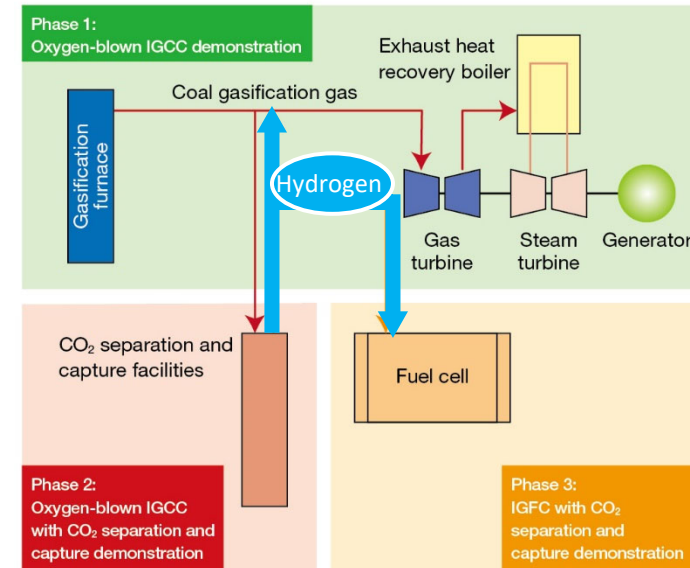 Phase 1:
Oxygen-blown IGCC demonstration
Exhaust heat
recovery boiler
Coal gasification gas
Gasification
furnace
Hydrogen
Gas
turbine
Steam
turbine
Generator
CO₂ separation and
capture facilities
Fuel cell
Phase 2:
Oxygen-blown IGCC
with CO₂ separation and
capture demonstration
Phase 3:
IGFC with CO₂
separation and
capture demonstration